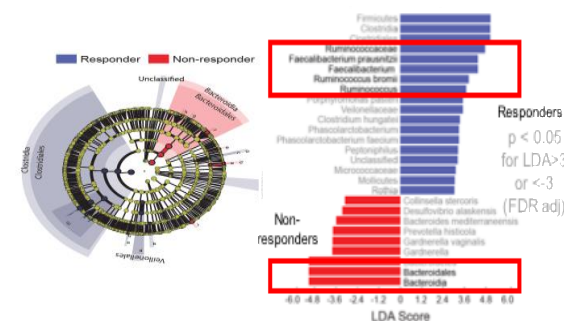 Responder Non-responder
Unclassified
Bacteroidia
Bacteroidales
Clostridia
Clostridiales
Veillonellales
Firmicutes
Clostridia
Clostridiales
Ruminococcaceae
Faecalibacterium prausnitzii
Faecalibacterium
Ruminococcus bromii
Ruminococcus
Porphyromonas pasteri
Veillonellaceae
Clostridium hungatei
Phascolarctobacterium
Phascolarctobacterium faecium
Peptoniphilus
Unclassified
Micrococcaceae
Mollicutes
Rothia
Responders
p < 0.05
for LDA>3
or <-3
(FDR adj)
Non-
responders
Collinsella stercoris
Desulfovibrio alaskensis
Bacteroides mediterraneensis
Prevotella histicola
Gardnerella vaginalis
Gardnerella
Bacteroidales
Bacteroidia
-6.0 -4.8 -3.6 -2.4 -1.2 0 1.2 2.4 3.6 4.8 6.0
LDA Score